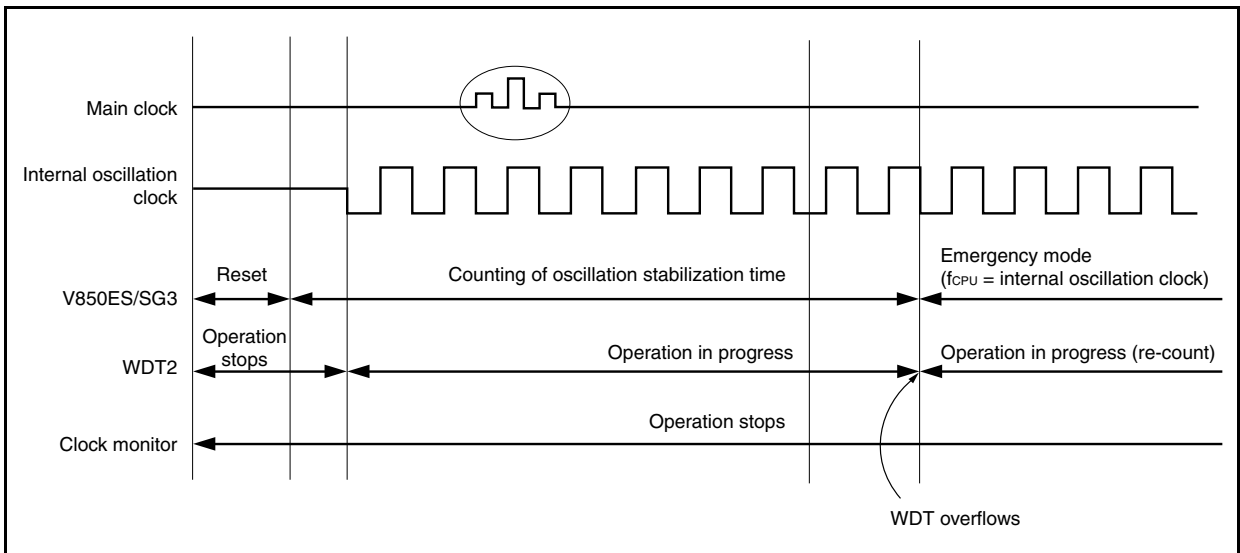 Main clock
Internal oscillation
clock
Emergency mode
(fCPU = internal oscillation clock)
Reset
Counting of oscillation stabilization time
V850ES/SG3
Operation
stops
Operation in progress
Operation in progress (re-count)
WDT2
Operation stops
Clock monitor
WDT overflows